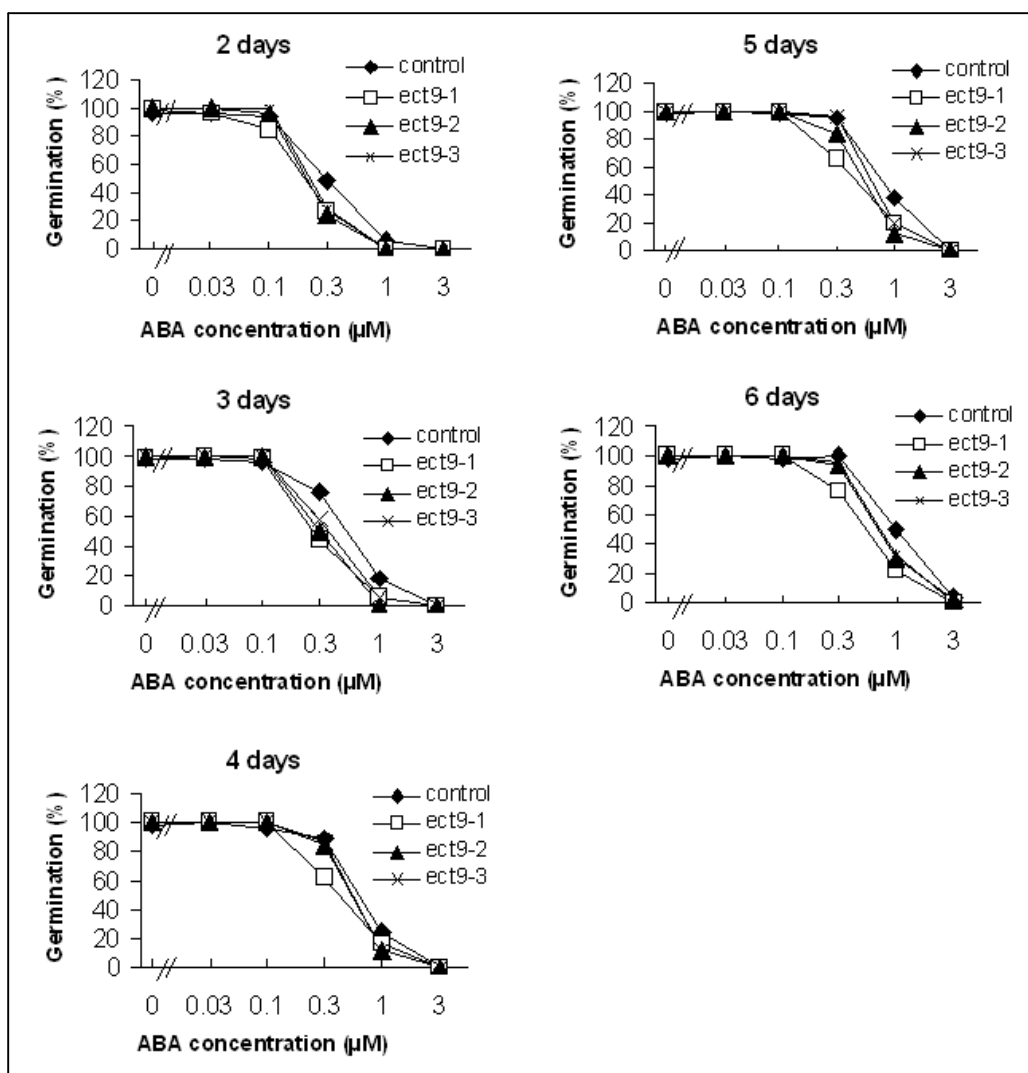 2 days
control
ect9-1
ect9-2
ect9-3
Germination (%)
120
100
80
60
40
20
0
0 0.03 0.1 0.3 1 3
ABA concentration (µM)
5 days
control
ect9-1
ect9-2
ect9-3
Germination (%)
120
100
80
60
40
20
0
0 0.03 0.1 0.3 1 3
ABA concentration (µM)
3 days
control
ect9-1
ect9-2
ect9-3
Germination (%)
120
100
80
60
40
20
0
0 0.03 0.1 0.3 1 3
ABA concentration (µM)
6 days
control
ect9-1
ect9-2
ect9-3
Germination (%)
120
100
80
60
40
20
0
0 0.03 0.1 0.3 1 3
ABA concentration (µM)
4 days
control
ect9-1
ect9-2
ect9-3
Germination (%)
120
100
80
60
40
20
0
0 0.03 0.1 0.3 1 3
ABA concentration (µM)